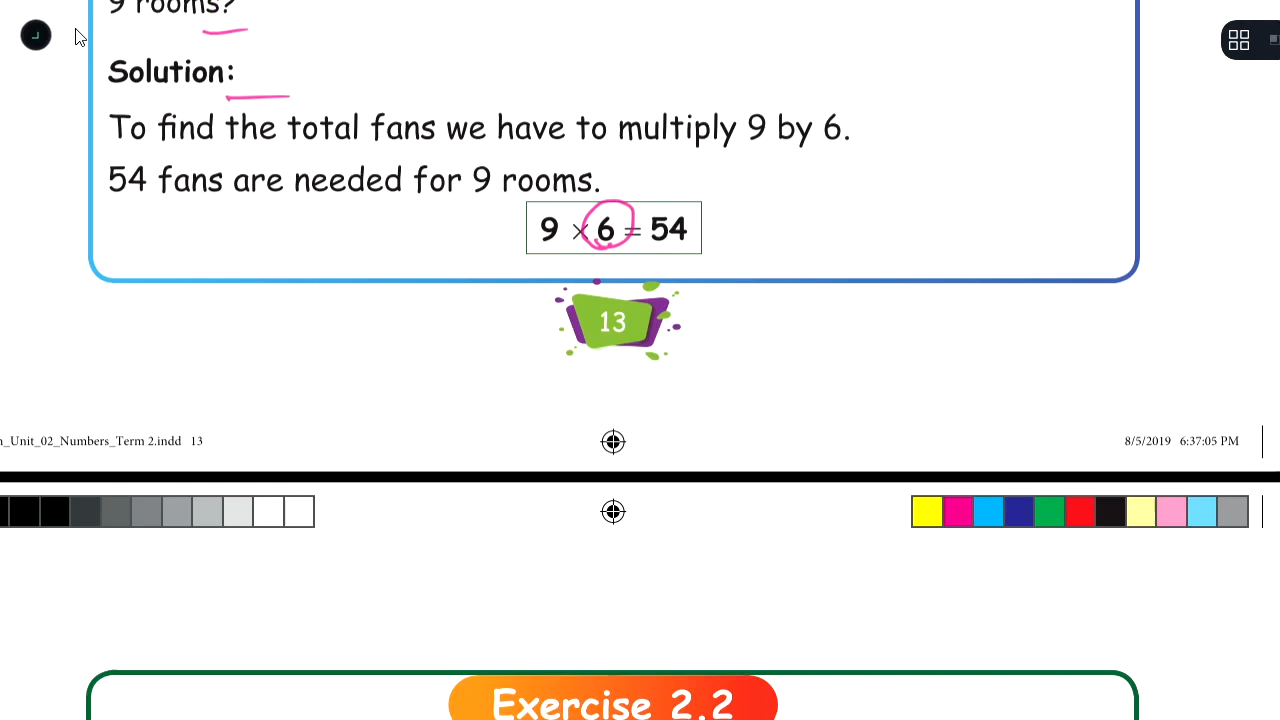 9 rooms?
Solution:
To find the total fans we have to multiply 9 by 6.
54 fans are needed for 9 rooms.
9 × 6 = 54
13
_Unit_02_Numbers_Term 2.indd 13
8/5/2019 6:37:05 PM
Exercise 2.2